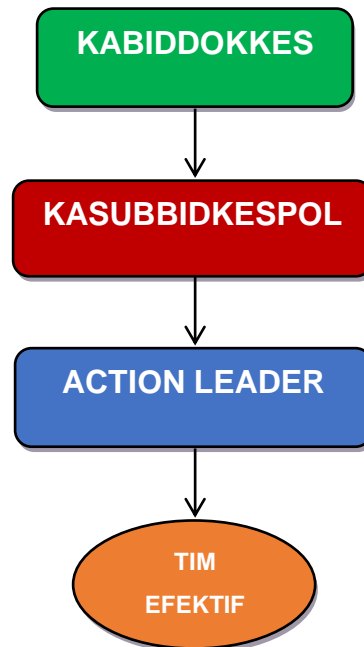 KABIDDOKKES
KASUBBIDKESPOL
ACTION LEADER
TIM
EFEKTIF